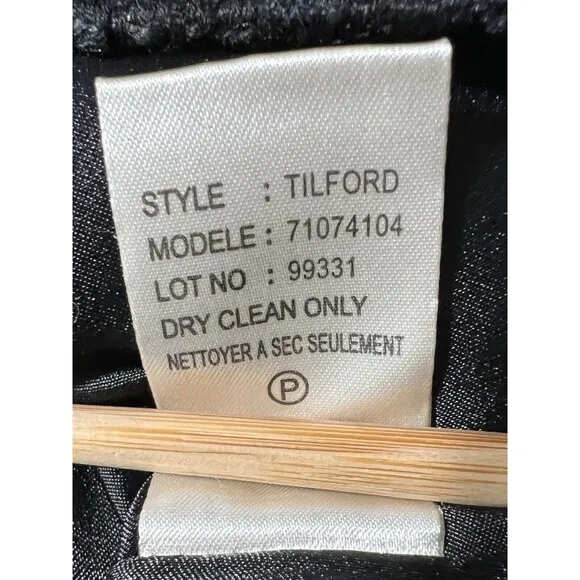 STYLE : TILFORD
MODELE : 71074104
LOT NO : 99331
DRY CLEAN ONLY
NETTOYER A SEC SEULEMENT
P